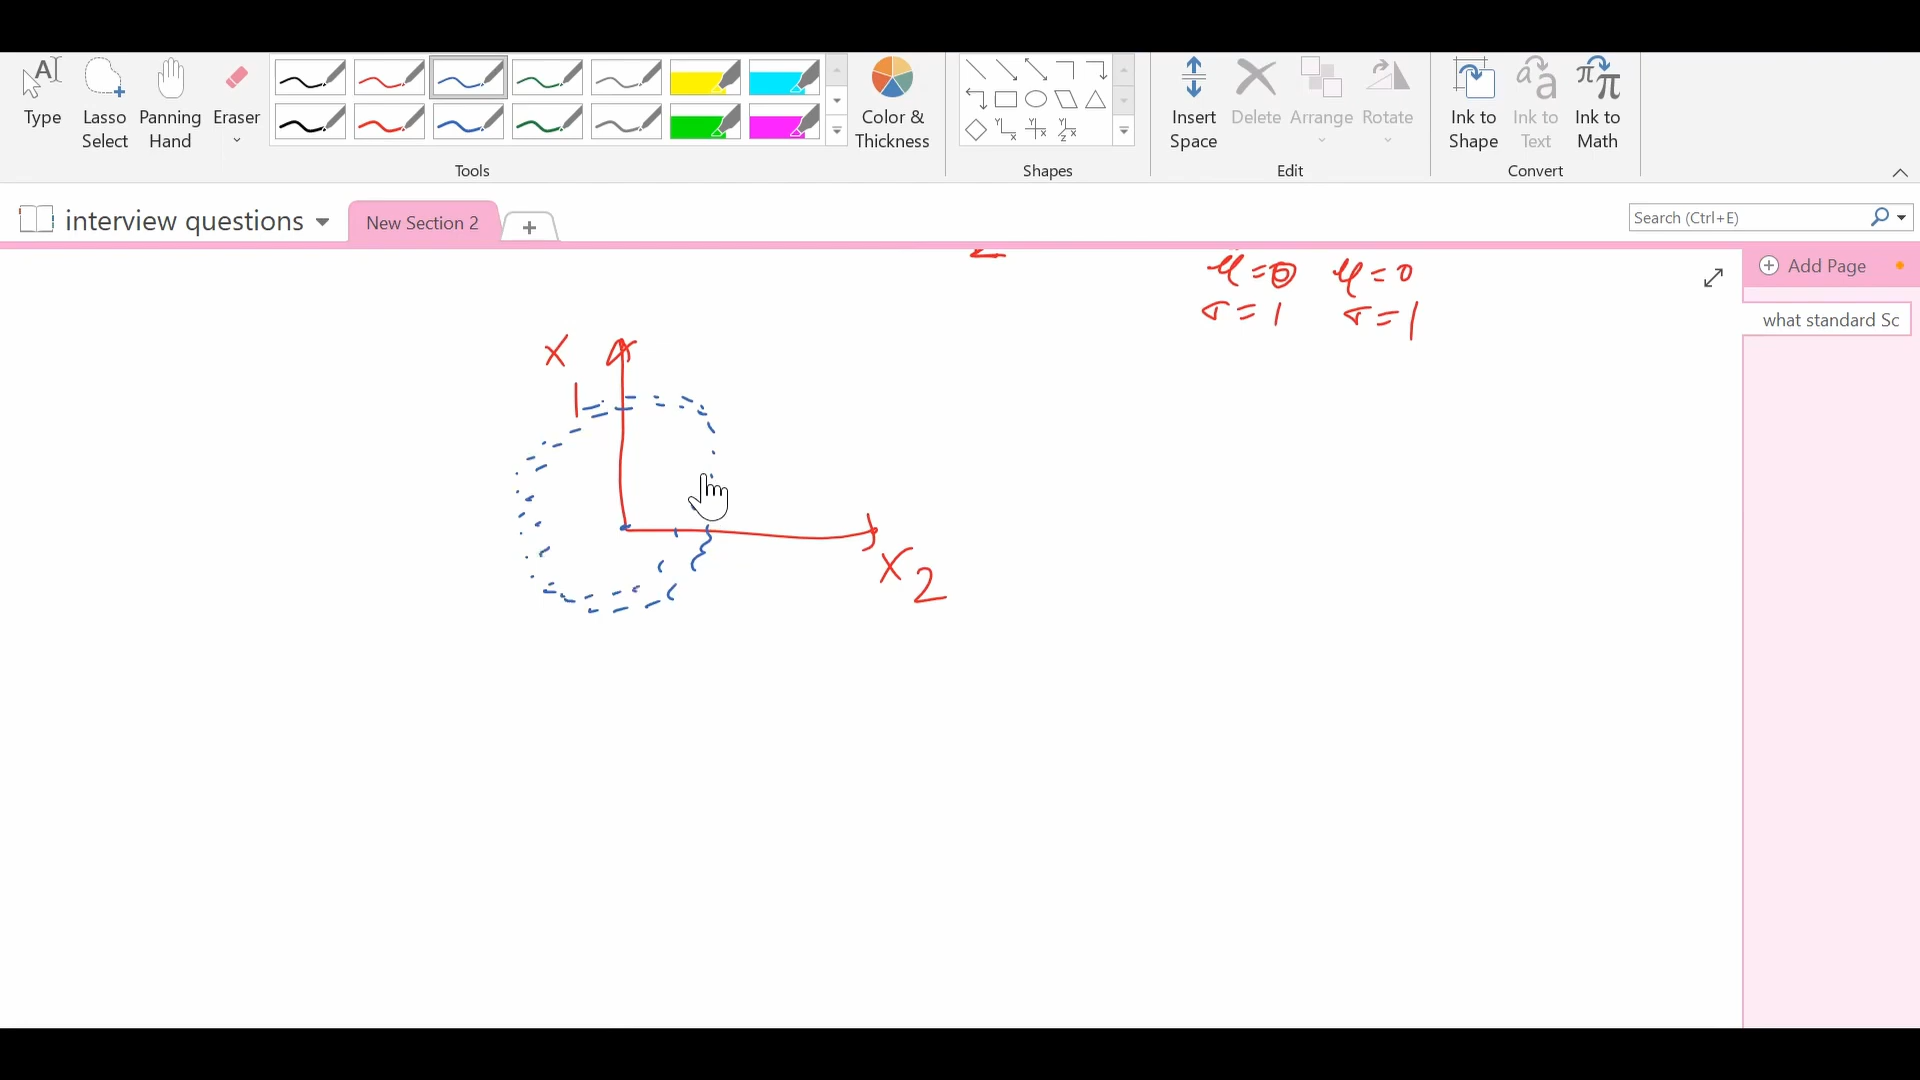 Type
Lasso Select
Panning Hand
Eraser
Color & Thickness
Insert Space
Delete
Arrange
Rotate
Ink to Shape
Ink to Text
Ink to Math
Tools
Shapes
Edit
Convert
interview questions
New Section 2
Search (Ctrl+E)
Add Page
what standard Sc
μ=0 μ=0
σ=1 σ=1
X
1
X2